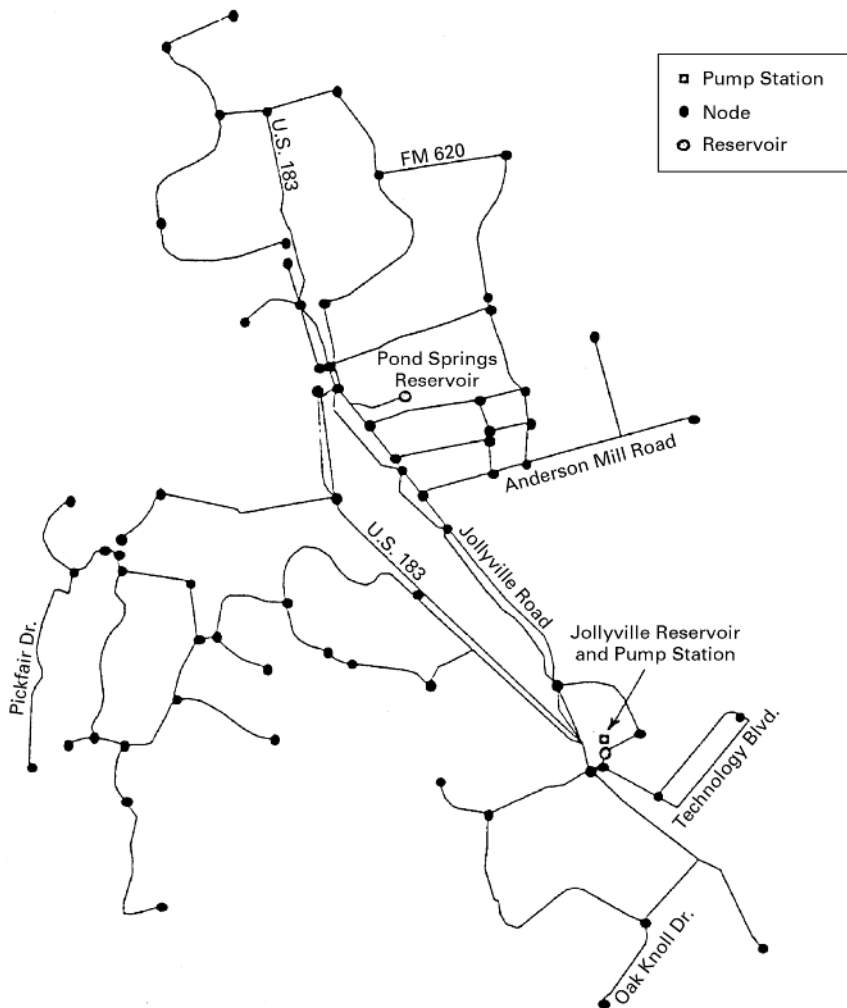 Pump Station
Node
Reservoir
U.S. 183
FM 620
Pond Springs
Reservoir
Anderson Mill Road
U.S. 183
Jollyville Road
Jollyville Reservoir
and Pump Station
Pickfair Dr.
Technology Blvd.
Oak Knoll Dr.